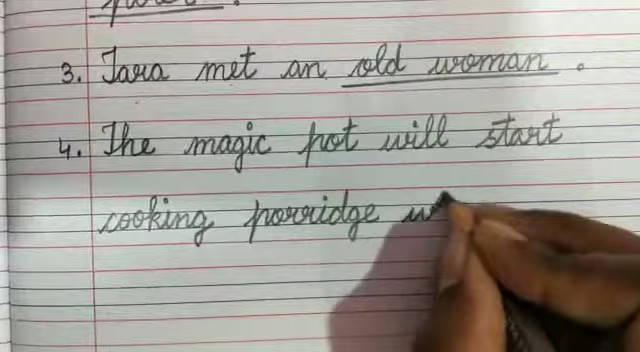 3. Tara met an old woman.
4. The magic pot will start
cooking porridge